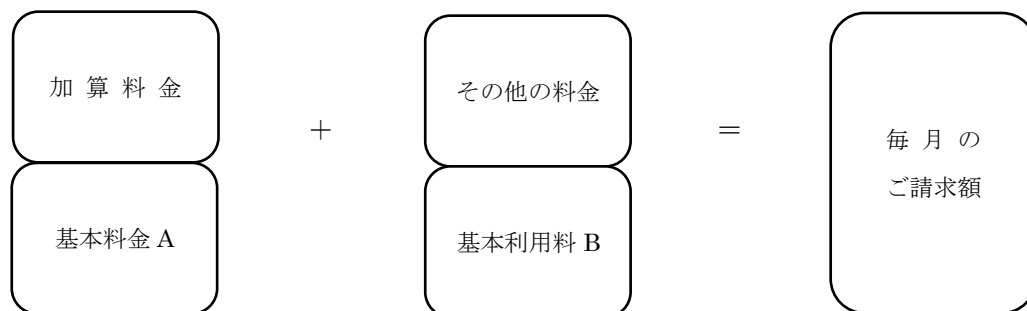 加算料金
基本料金 A
+
その他の料金
基本利用料 B
=
毎月の
ご請求額